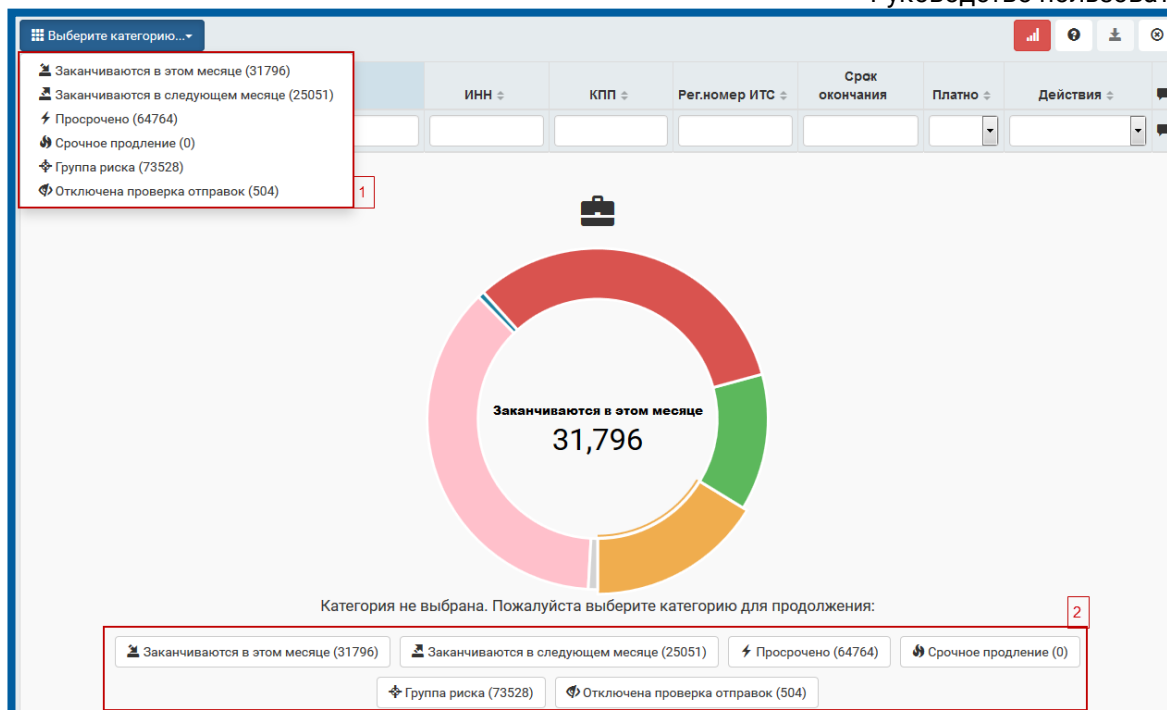 Руководство пользоват
Выберите категорию...
Заканчиваются в этом месяце (31796)
Заканчиваются в следующем месяце (25051)
Просрочено (64764)
Срочное продление (0)
Группа риска (73528)
Отключена проверка отправок (504)
1
ИНН
КПП
Рег.номер ИТС
Срок
окончания
Платно
Действия
Заканчиваются в этом месяце
31,796
Категория не выбрана. Пожалуйста выберите категорию для продолжения:
2
Заканчиваются в этом месяце (31796) Заканчиваются в следующем месяце (25051) Просрочено (64764) Срочное продление (0)
Группа риска (73528) Отключена проверка отправок (504)